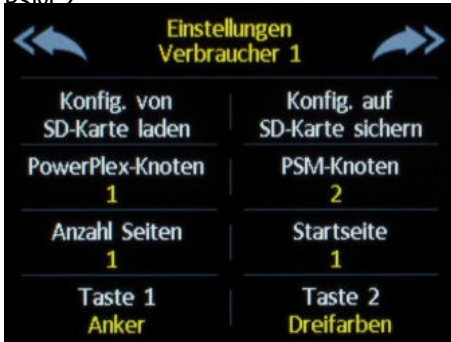 Einstellungen
Verbraucher 1
Konfig. von
SD-Karte laden
Konfig. auf
SD-Karte sichern
PowerPlex-Knoten
1
PSM-Knoten
2
Anzahl Seiten
1
Startseite
1
Taste 1
Anker
Taste 2
Dreifarben